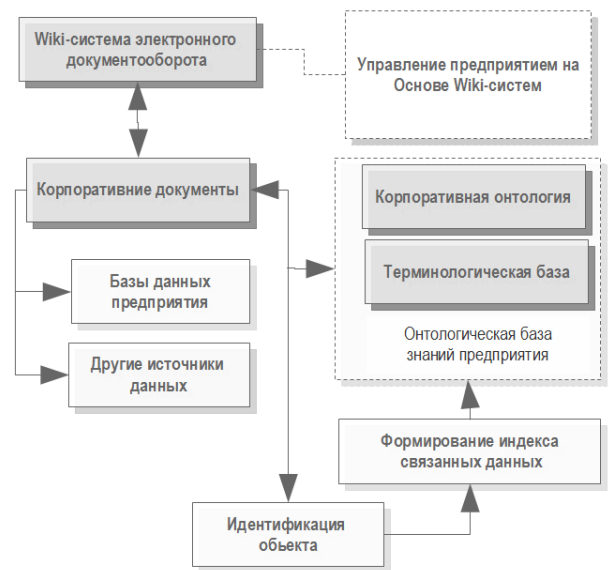 Wiki-система электронного
документооборота
Управление предприятием на
Основе Wiki-систем
Корпоративние документы
Корпоративная онтология
Терминологическая база
Онтологическая база
знаний предприятия
Базы данных
предприятия
Другие источники
данных
Формирование индекса
связанных данных
Идентификация
обьекта